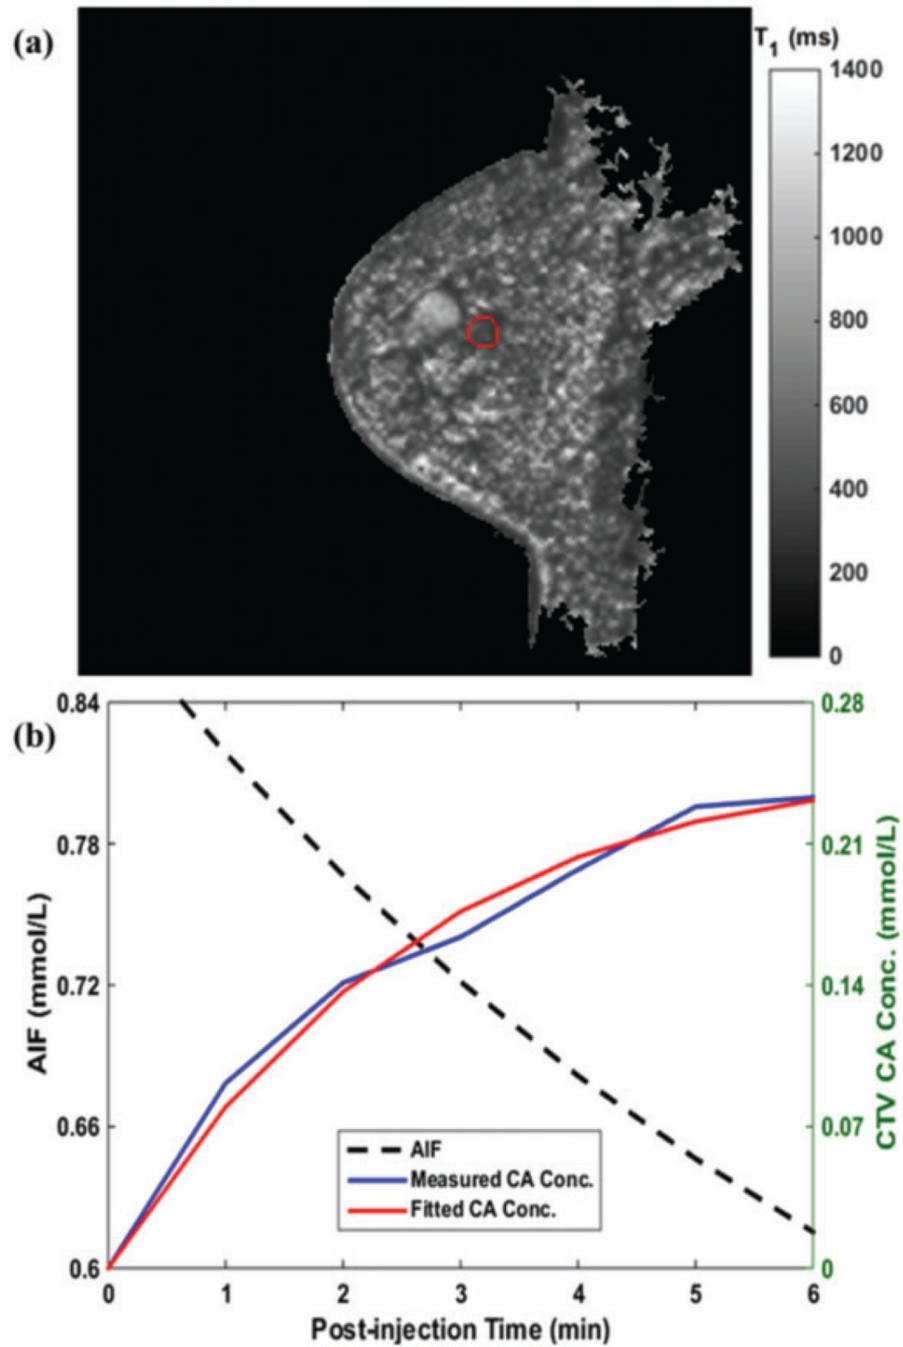 (a)
T1 (ms)
1400
1200
1000
800
600
400
200
0
(b)
0.84
0.78
0.72
0.66
0.6
AIF (mmol/L)
0.28
0.21
0.14
0.07
0
CTV CA Conc. (mmol/L)
AIF
Measured CA Conc.
Fitted CA Conc.
0 1 2 3 4 5 6
Post-injection Time (min)